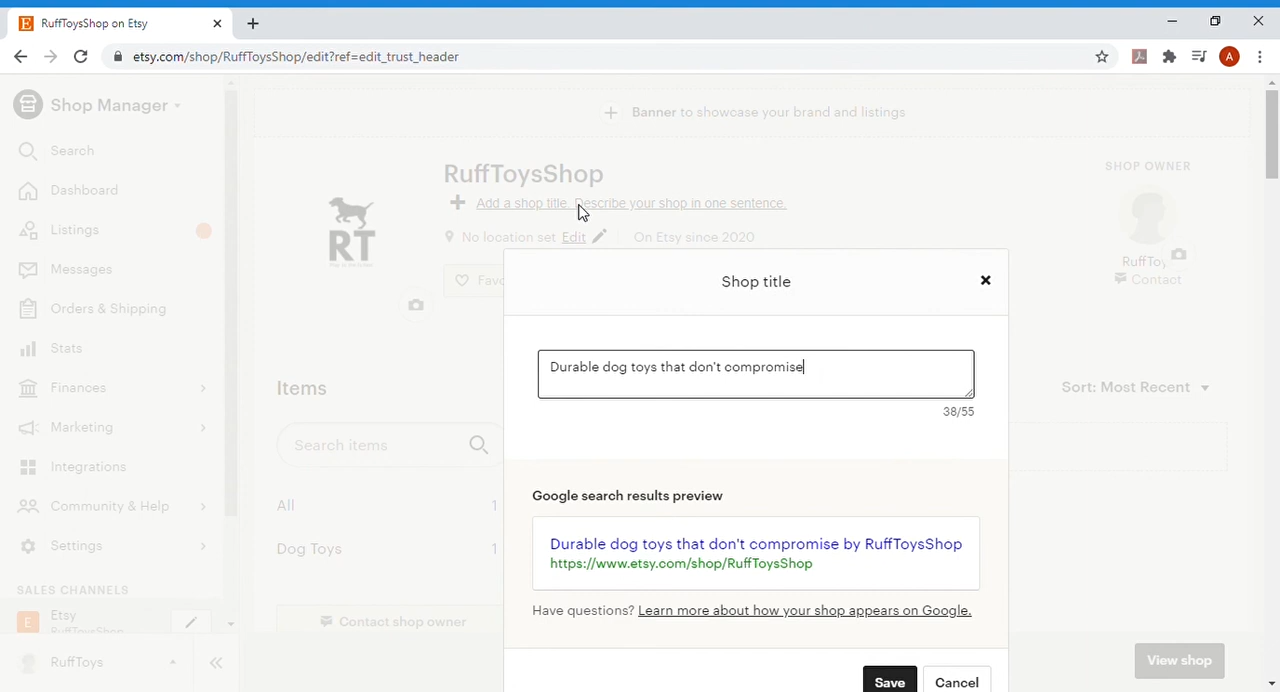 RuffToysShop on Etsy
etsy.com/shop/RuffToysShop/edit?ref=edit_trust_header
A
Shop Manager
Search
Dashboard
Listings
Messages
Orders & Shipping
Stats
Finances
Marketing
Integrations
Community & Help
Settings
SALES CHANNELS
E
Etsy
RuffToysShop
RuffToys
Banner to showcase your brand and listings
RT
RuffToysShop
Add a shop title. Describe your shop in one sentence.
No location set Edit
On Etsy since 2020
Favo
SHOP OWNER
RuffToy
Contact
Items
Sort: Most Recent
Search items
All 1
Dog Toys 1
Contact shop owner
Shop title
Durable dog toys that don't compromise
38/55
Google search results preview
Durable dog toys that don't compromise by RuffToysShop
https://www.etsy.com/shop/RuffToysShop
Have questions? Learn more about how your shop appears on Google.
Save
Cancel
View shop